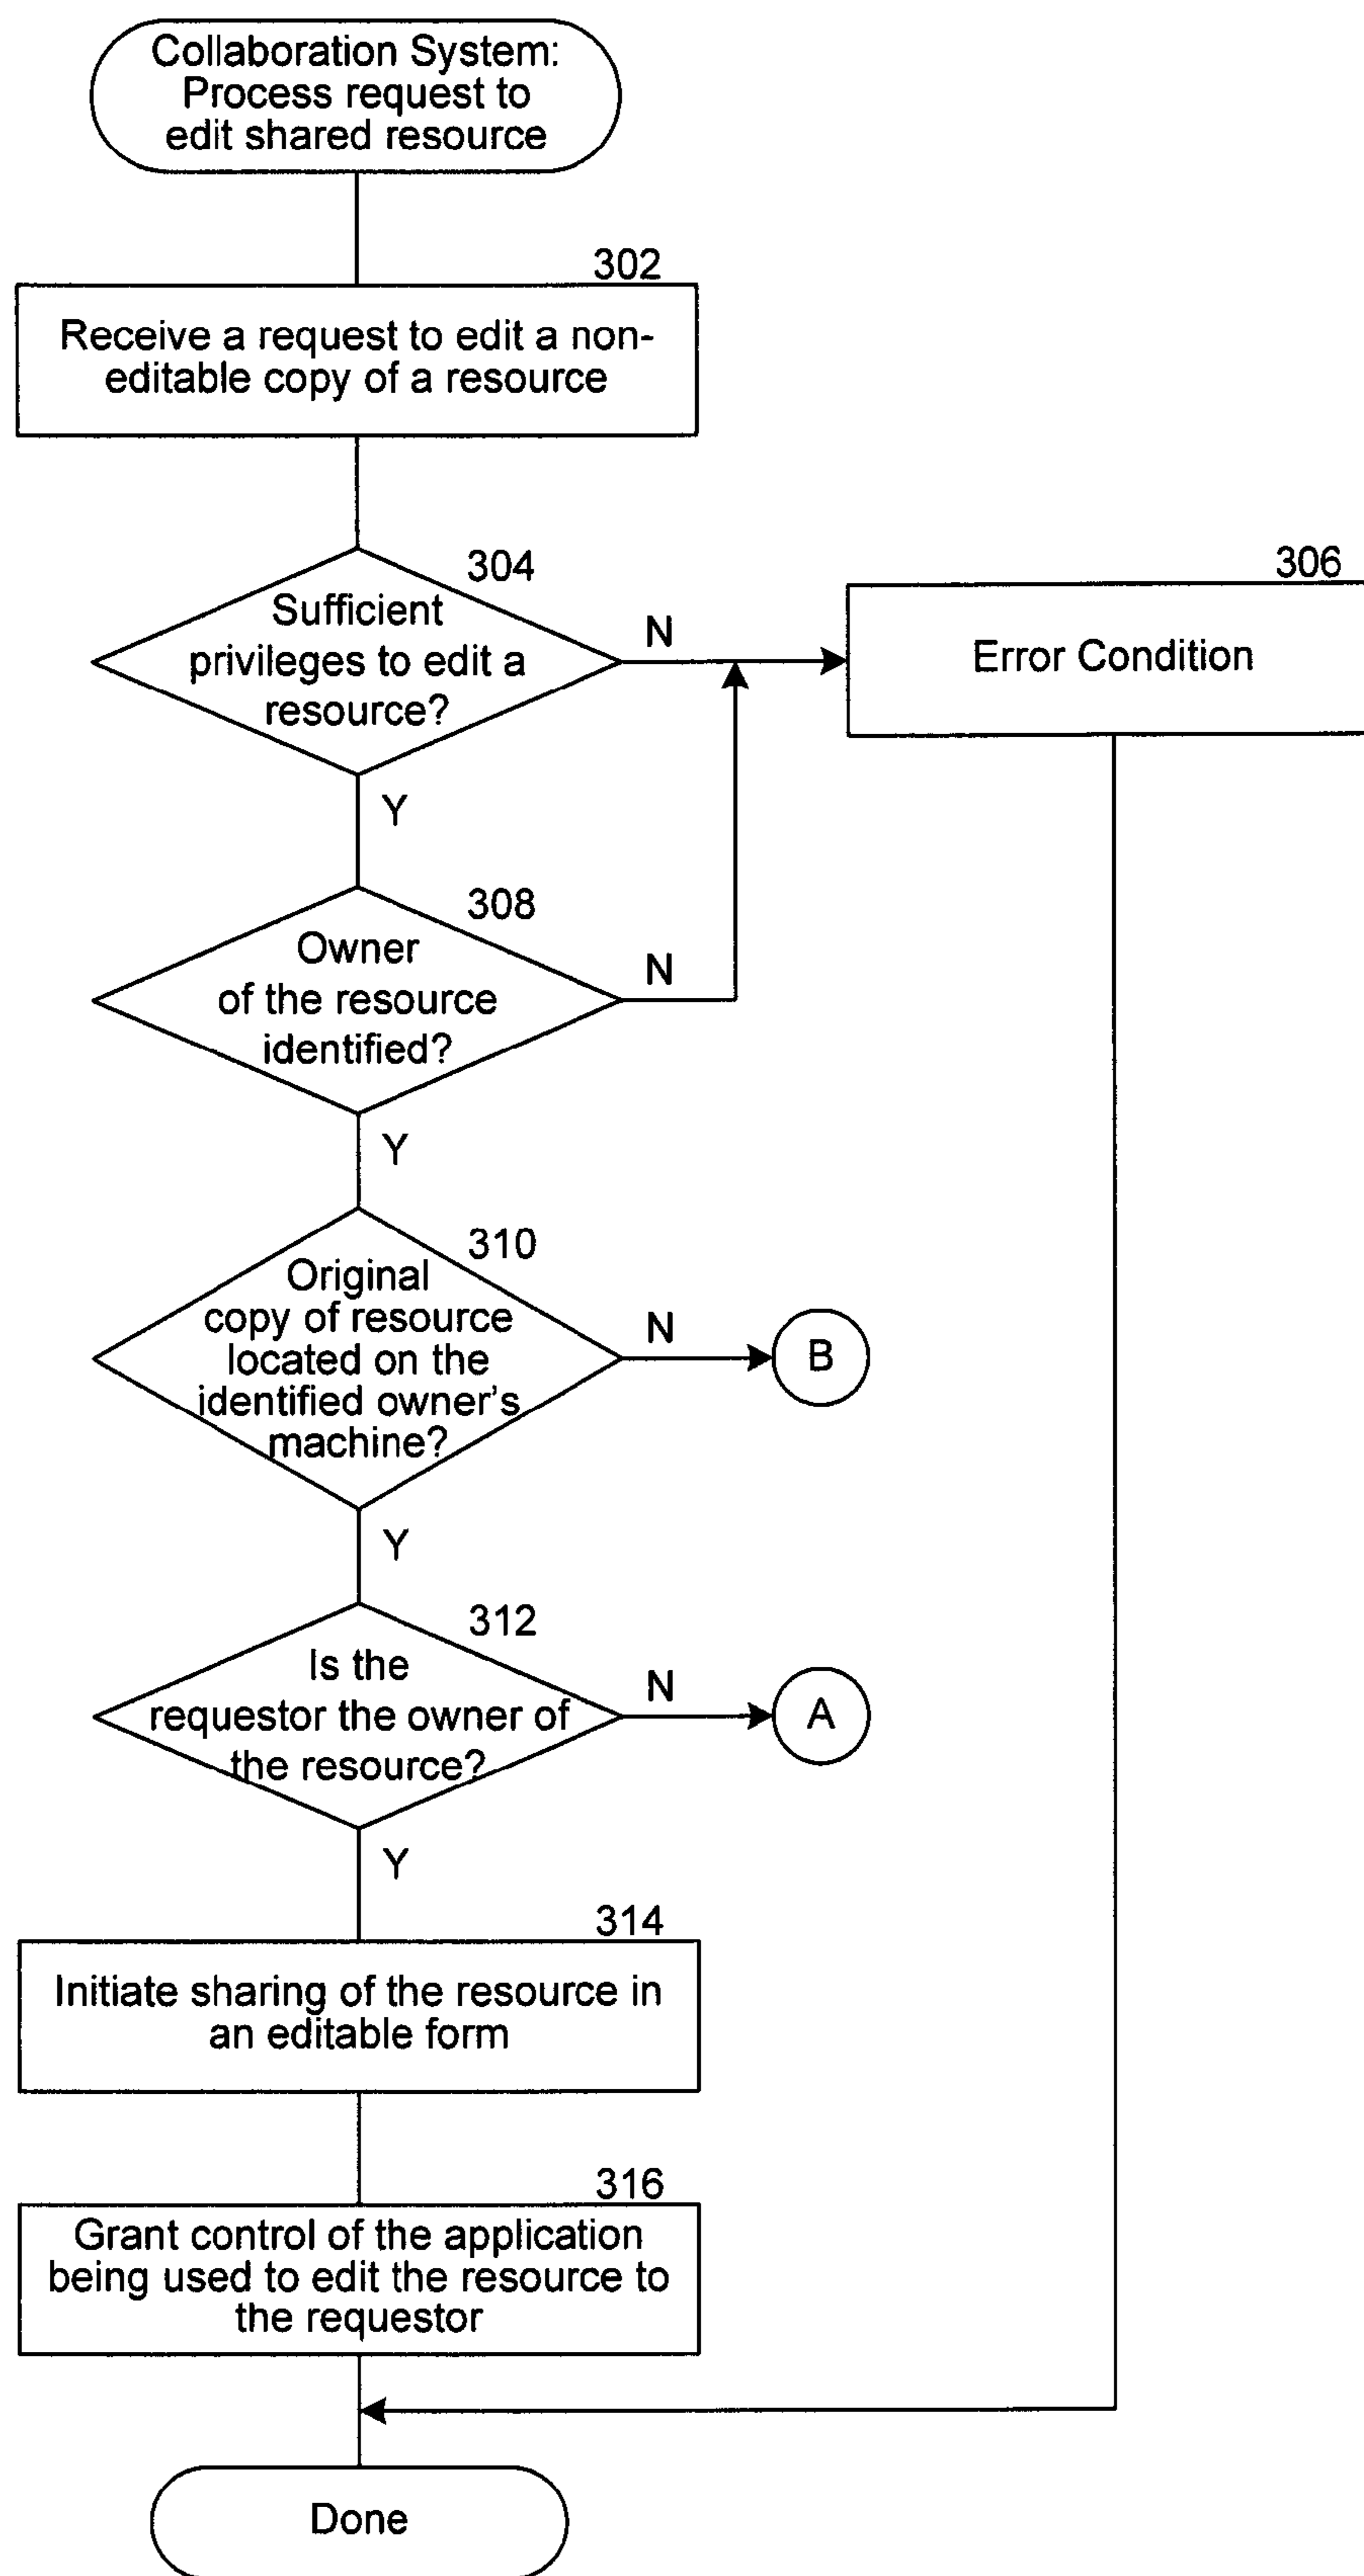 Collaboration System:
Process request to
edit shared resource
302
Receive a request to edit a non-
editable copy of a resource
304
Sufficient
privileges to edit a
resource?
N
306
Error Condition
Y
308
Owner
of the resource
identified?
N
Y
310
Original
copy of resource
located on the
identified owner's
machine?
N
B
Y
312
Is the
requestor the owner of
the resource?
N
A
Y
314
Initiate sharing of the resource in
an editable form
316
Grant control of the application
being used to edit the resource to
the requestor
Done